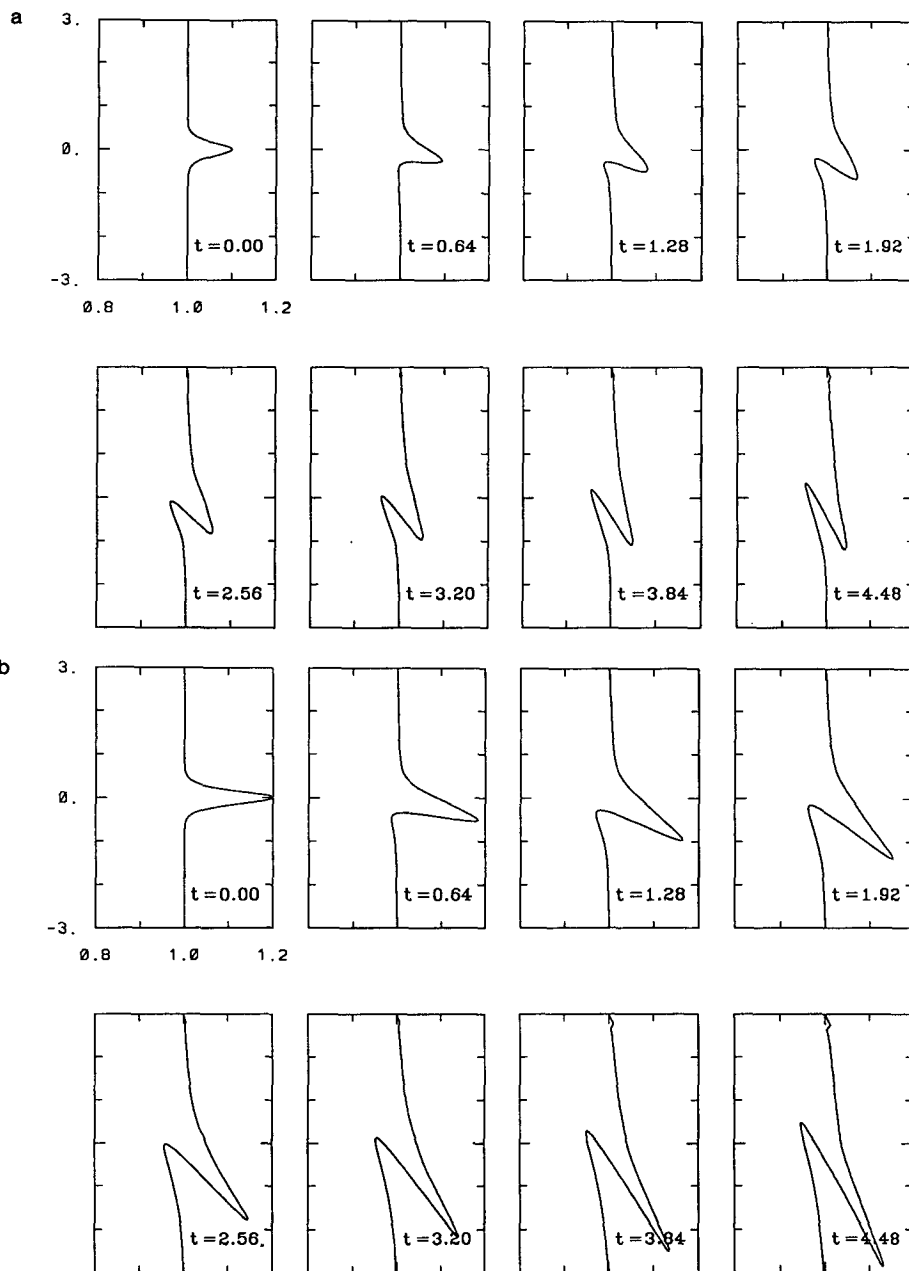 a
3.
0.
-3.
t=0.00
t=0.64
t=1.28
t=1.92
0.8 1.0 1.2
t=2.56
t=3.20
t=3.84
t=4.48
b
3.
0.
-3.
t=0.00
t=0.64
t=1.28
t=1.92
0.8 1.0 1.2
t=2.56
t=3.20
t=3.84
t=4.48